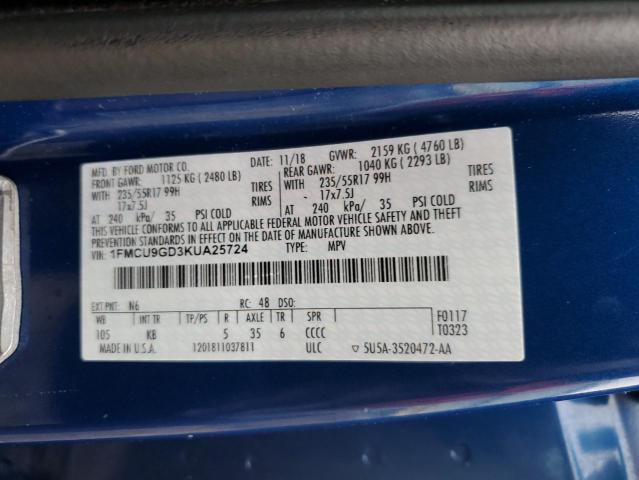 MFD. BY FORD MOTOR CO. DATE: 11/18 GVWR: 2159 KG ( 4760 LB)
FRONT GAWR: 1125 KG ( 2480 LB) REAR GAWR: 1040 KG ( 2293 LB)
WITH 235/55R17 99H TIRES WITH 235/55R17 99H TIRES
17x7.5J RIMS 17x7.5J RIMS
AT 240 kPa/ 35 PSI COLD AT 240 kPa/ 35 PSI COLD
THIS VEHICLE CONFORMS TO ALL APPLICABLE FEDERAL MOTOR VEHICLE SAFETY AND THEFT
PREVENTION STANDARDS IN EFFECT ON THE DATE OF MANUFACTURE SHOWN ABOVE.
VIN: 1FMCU9GD3KUA25724 TYPE: MPV
EXT PNT: N6 RC: 48 DSO:
WB INT TR TP/PS R AXLE TR SPR F0117
105 KB 5 35 6 CCCC T0323
MADE IN U.S.A. 1201811037811 ULC ▽ 5U5A-3520472-AA